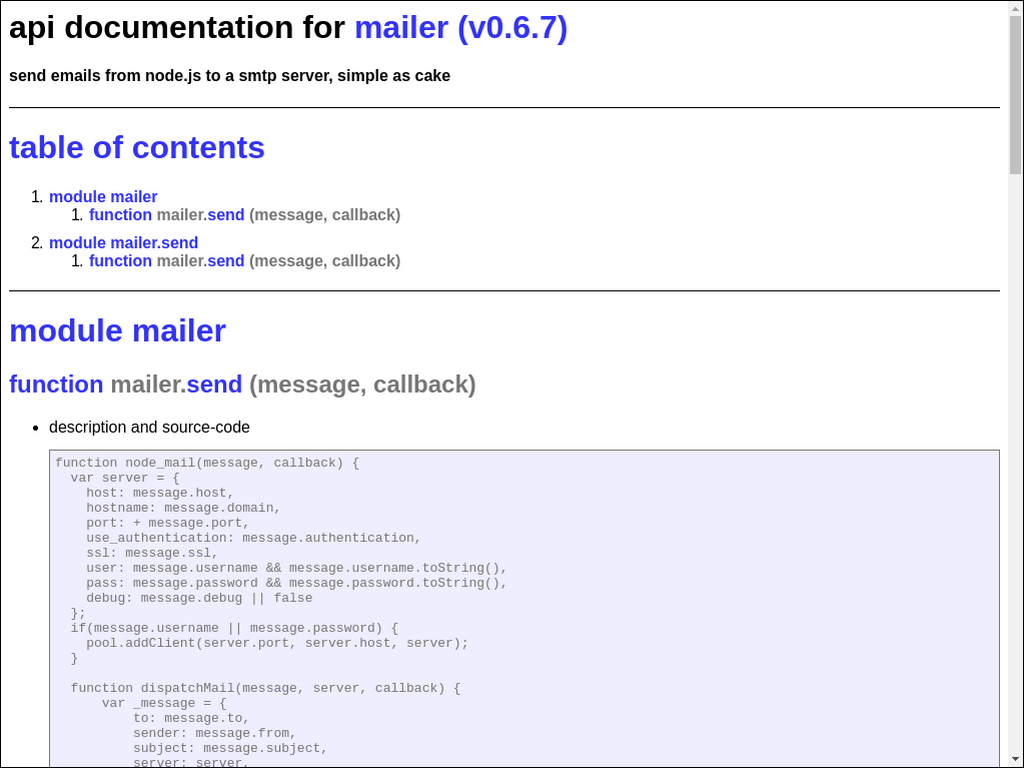 api documentation for mailer (v0.6.7)
send emails from node.js to a smtp server, simple as cake
table of contents
1. module mailer
1. function mailer.send (message, callback)
2. module mailer.send
1. function mailer.send (message, callback)
module mailer
function mailer.send (message, callback)
• description and source-code
function node_mail(message, callback) {
  var server = {
    host: message.host,
    hostname: message.domain,
    port: + message.port,
    use_authentication: message.authentication,
    ssl: message.ssl,
    user: message.username && message.username.toString(),
    pass: message.password && message.password.toString(),
    debug: message.debug || false
  };
  if(message.username || message.password) {
    pool.addClient(server.port, server.host, server);
  }
  function dispatchMail(message, server, callback) {
      var _message = {
          to: message.to,
          sender: message.from,
          subject: message.subject,
          server: server,